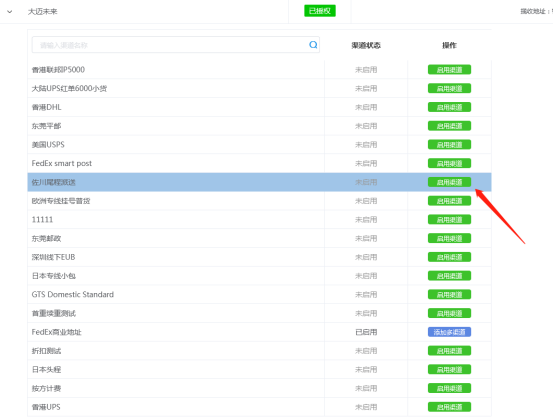 大迈未来 已授权 揽收地址：
请输入渠道名称 渠道状态 操作
香港联邦IP5000 未启用 启用渠道
大陆UPS红单6000小货 未启用 启用渠道
香港DHL 未启用 启用渠道
东莞平邮 未启用 启用渠道
美国USPS 未启用 启用渠道
FedEx smart post 未启用 启用渠道
佐川尾程派送 未启用 启用渠道
欧洲专线挂号普货 未启用 启用渠道
11111 未启用 启用渠道
东莞邮政 未启用 启用渠道
深圳线下EUB 未启用 启用渠道
日本专线小包 未启用 启用渠道
GTS Domestic Standard 未启用 启用渠道
首重续重测试 未启用 启用渠道
FedEx商业地址 已启用 添加多渠道
折扣测试 未启用 启用渠道
日本头程 未启用 启用渠道
按方计费 未启用 启用渠道
香港UPS 未启用 启用渠道